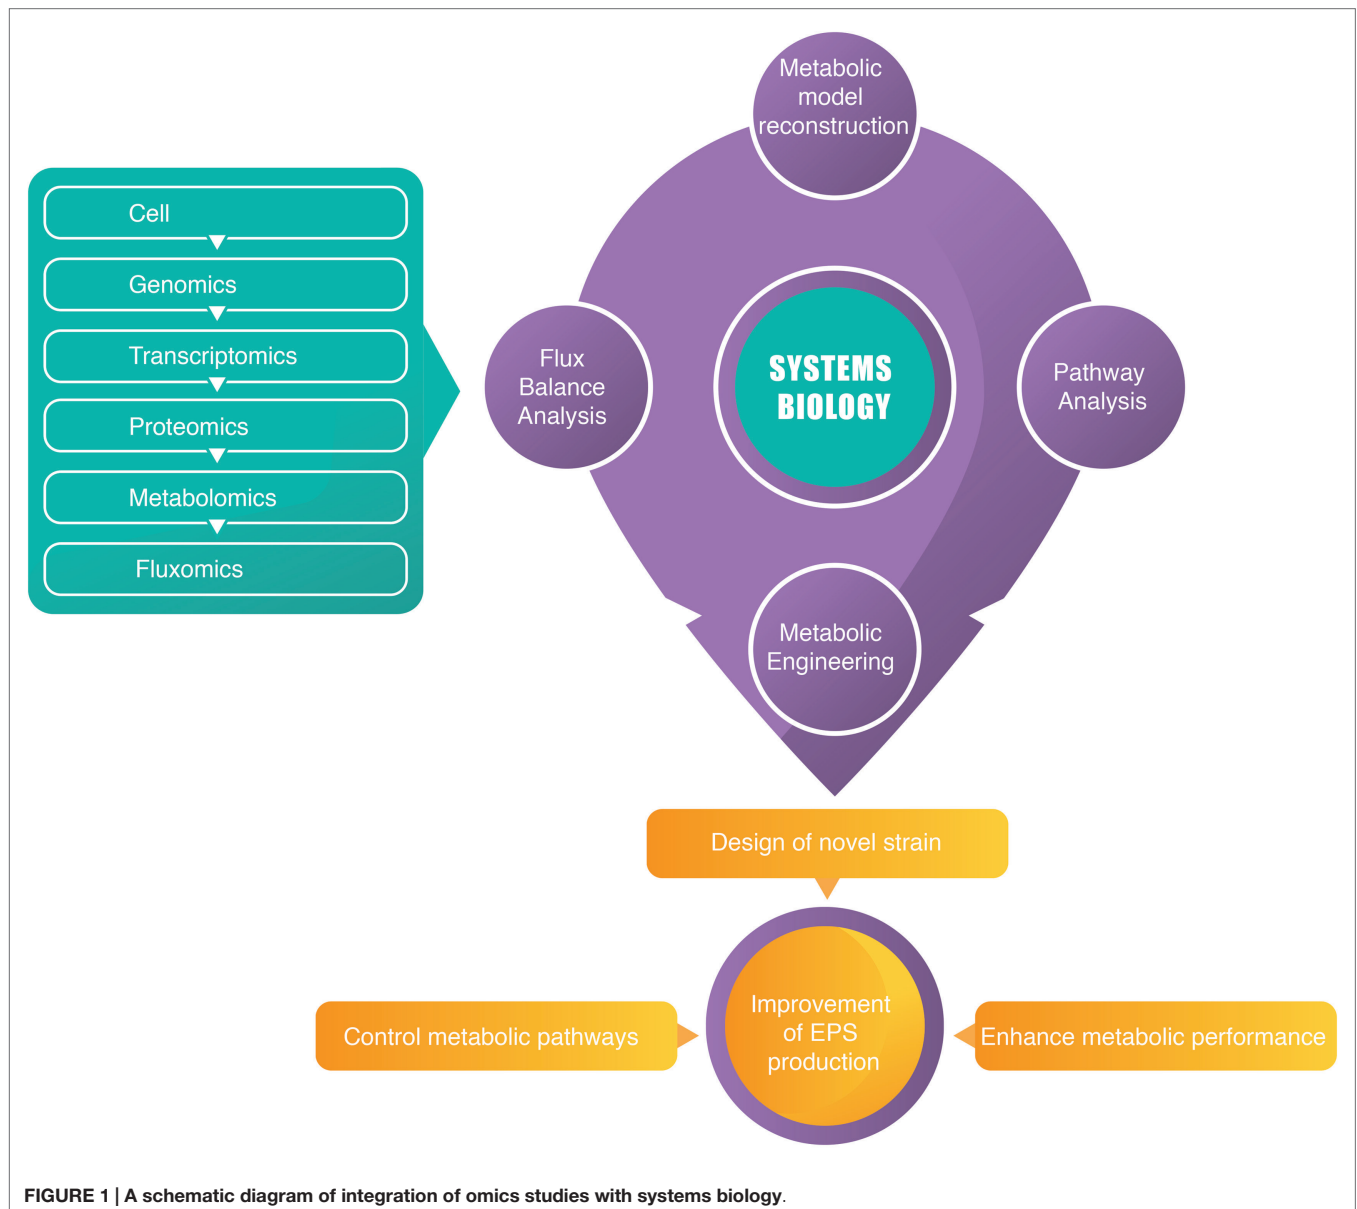 Metabolic
model
reconstruction
Cell
Genomics
Transcriptomics
Proteomics
Metabolomics
Fluxomics
Flux
Balance
Analysis
SYSTEMS
BIOLOGY
Pathway
Analysis
Metabolic
Engineering
Design of novel strain
Control metabolic pathways
Improvement
of EPS
production
Enhance metabolic performance
FIGURE 1 | A schematic diagram of integration of omics studies with systems biology.